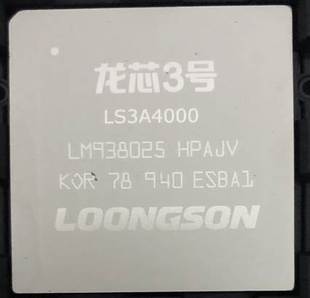 龙芯3号
LS3A4000
LM938025 HPAJV
KOR 78 940 ESBA1
LOONGSON